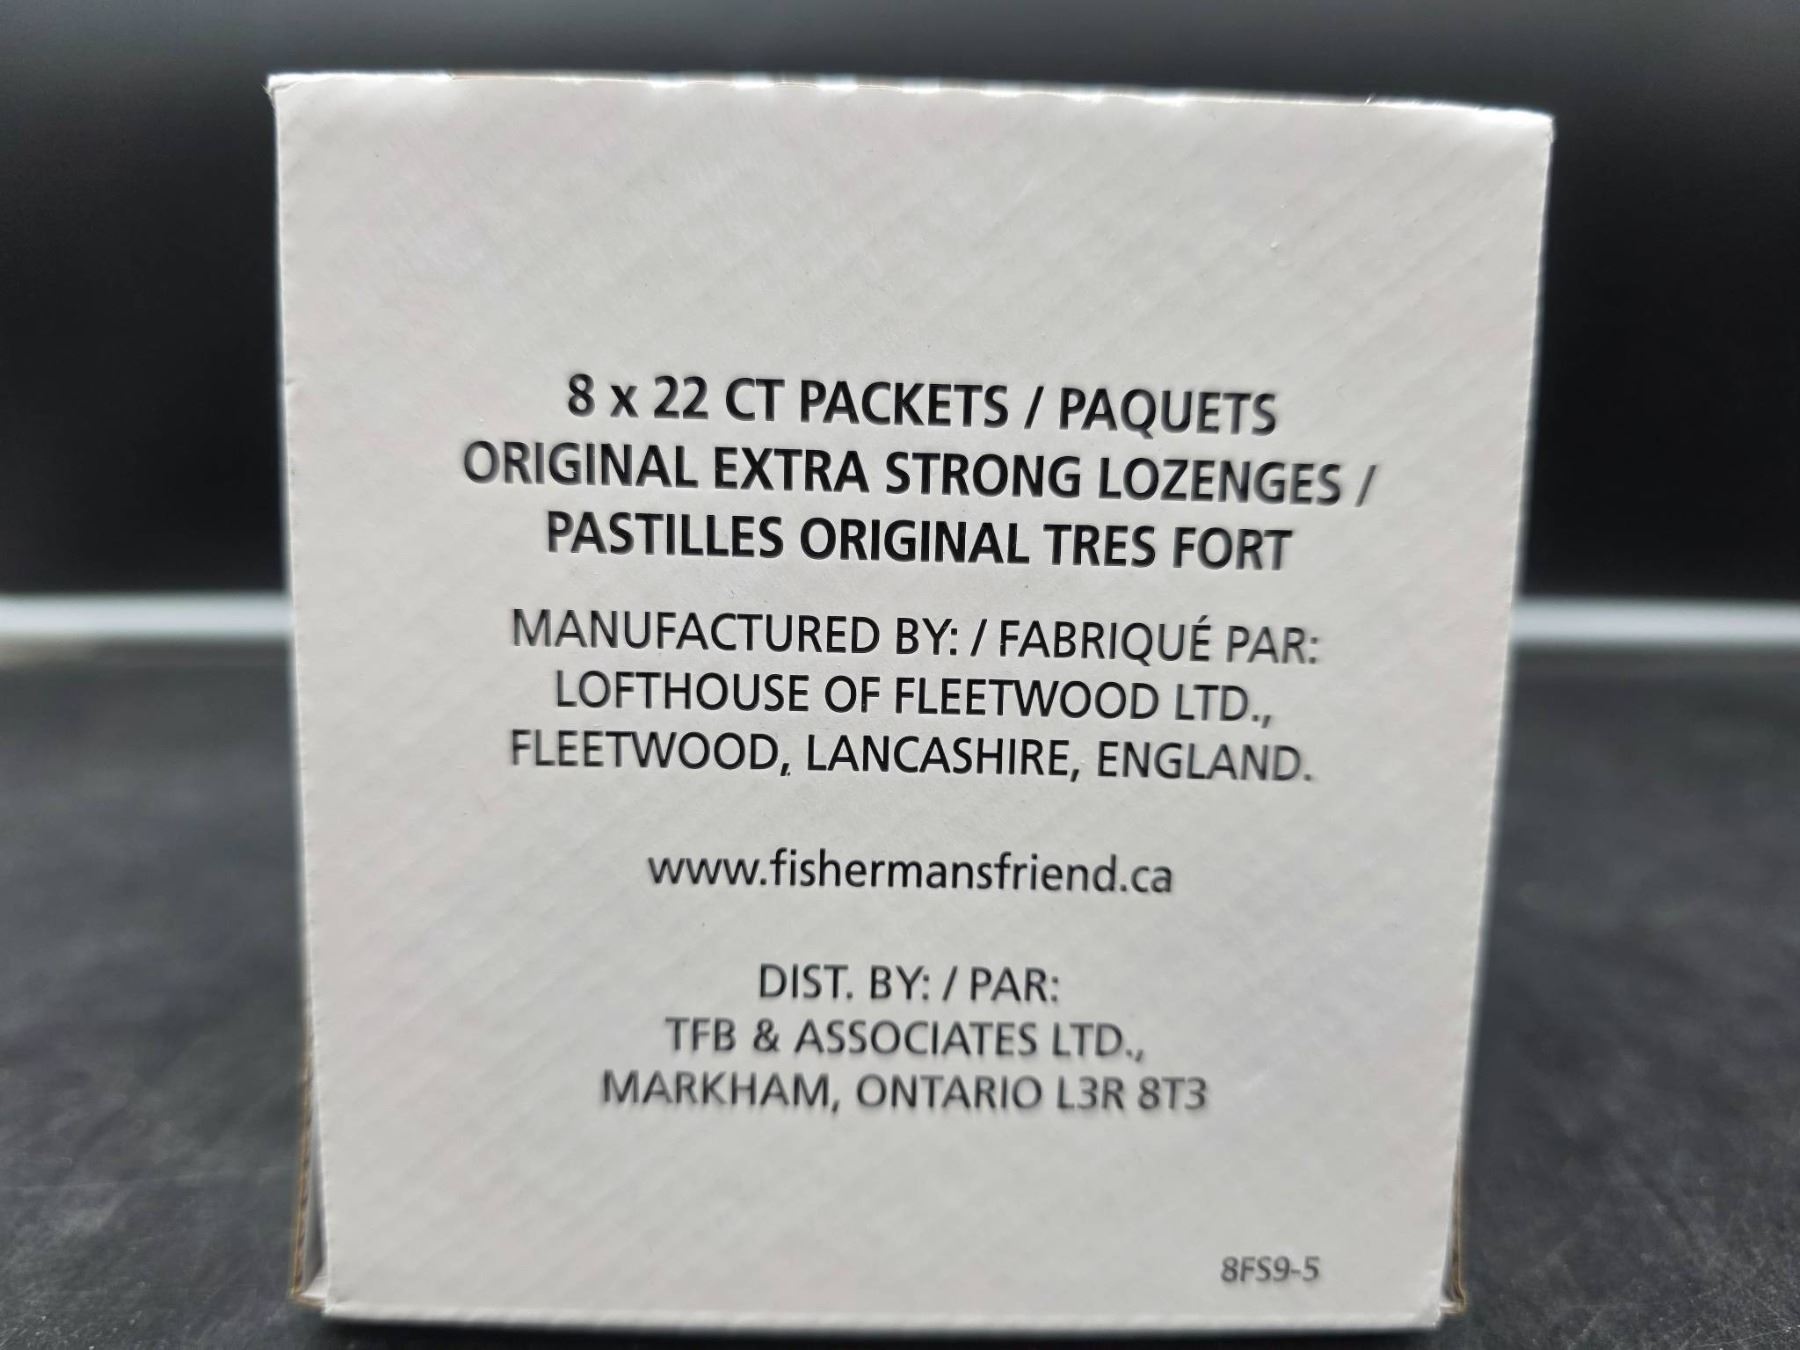 8 x 22 CT PACKETS / PAQUETS
ORIGINAL EXTRA STRONG LOZENGES /
PASTILLES ORIGINAL TRES FORT
MANUFACTURED BY: / FABRIQUÉ PAR:
LOFTHOUSE OF FLEETWOOD LTD.,
FLEETWOOD, LANCASHIRE, ENGLAND.
www.fishermansfriend.ca
DIST. BY: / PAR:
TFB & ASSOCIATES LTD.,
MARKHAM, ONTARIO L3R 8T3
8FS9-5